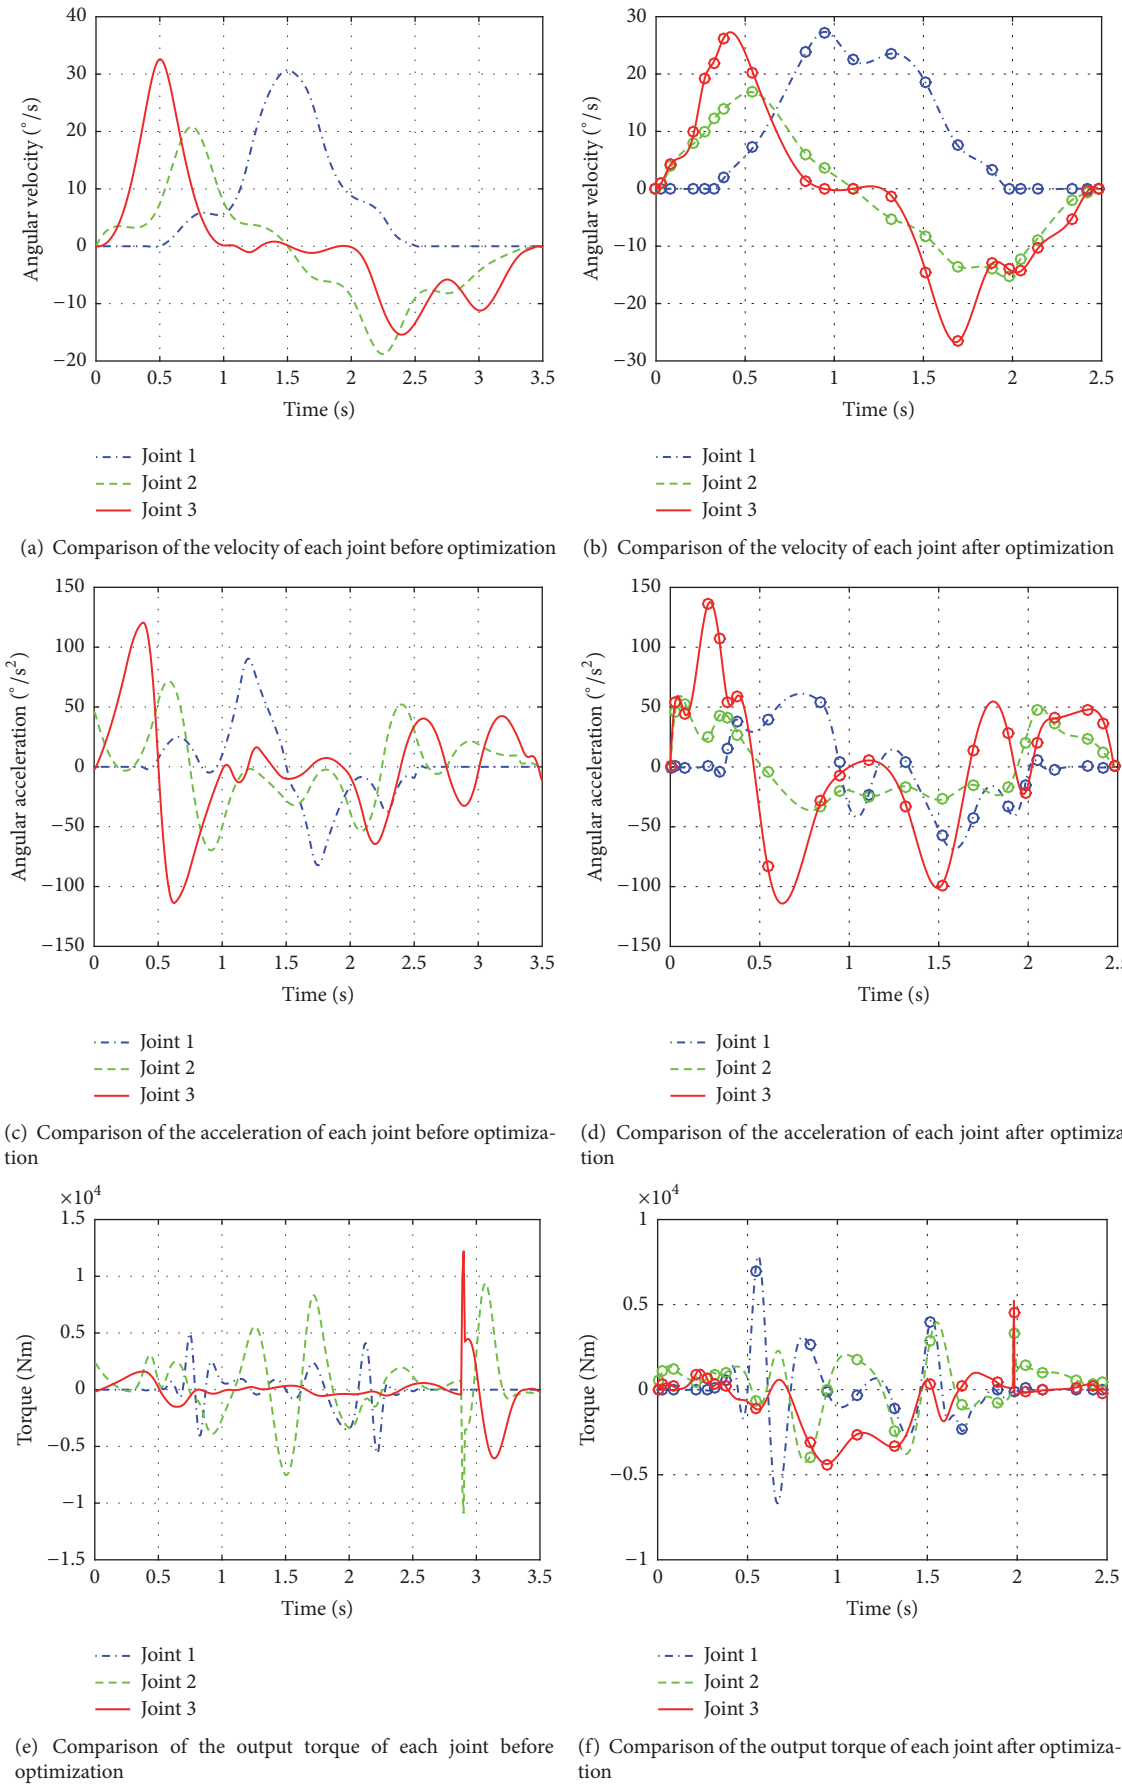 40
30
20
10
0
−10
−20
Angular velocity (°/s)
0 0.5 1 1.5 2 2.5 3 3.5
Time (s)
Joint 1
Joint 2
Joint 3
(a) Comparison of the velocity of each joint before optimization
30
20
10
0
−10
−20
−30
Angular velocity (°/s)
0 0.5 1 1.5 2 2.5
Time (s)
Joint 1
Joint 2
Joint 3
(b) Comparison of the velocity of each joint after optimization
150
100
50
0
−50
−100
−150
Angular acceleration (°/s²)
0 0.5 1 1.5 2 2.5 3 3.5
Time (s)
Joint 1
Joint 2
Joint 3
(c) Comparison of the acceleration of each joint before optimiza-
tion
150
100
50
0
−50
−100
−150
Angular acceleration (°/s²)
0 0.5 1 1.5 2 2.5
Time (s)
Joint 1
Joint 2
Joint 3
(d) Comparison of the acceleration of each joint after optimiza
tion
×10⁴
1.5
1
0.5
0
−0.5
−1
−1.5
Torque (Nm)
0 0.5 1 1.5 2 2.5 3 3.5
Time (s)
Joint 1
Joint 2
Joint 3
(e) Comparison of the output torque of each joint before
optimization
×10⁴
1
0.5
0
−0.5
−1
Torque (Nm)
0 0.5 1 1.5 2 2.5
Time (s)
Joint 1
Joint 2
Joint 3
(f) Comparison of the output torque of each joint after optimiza-
tion